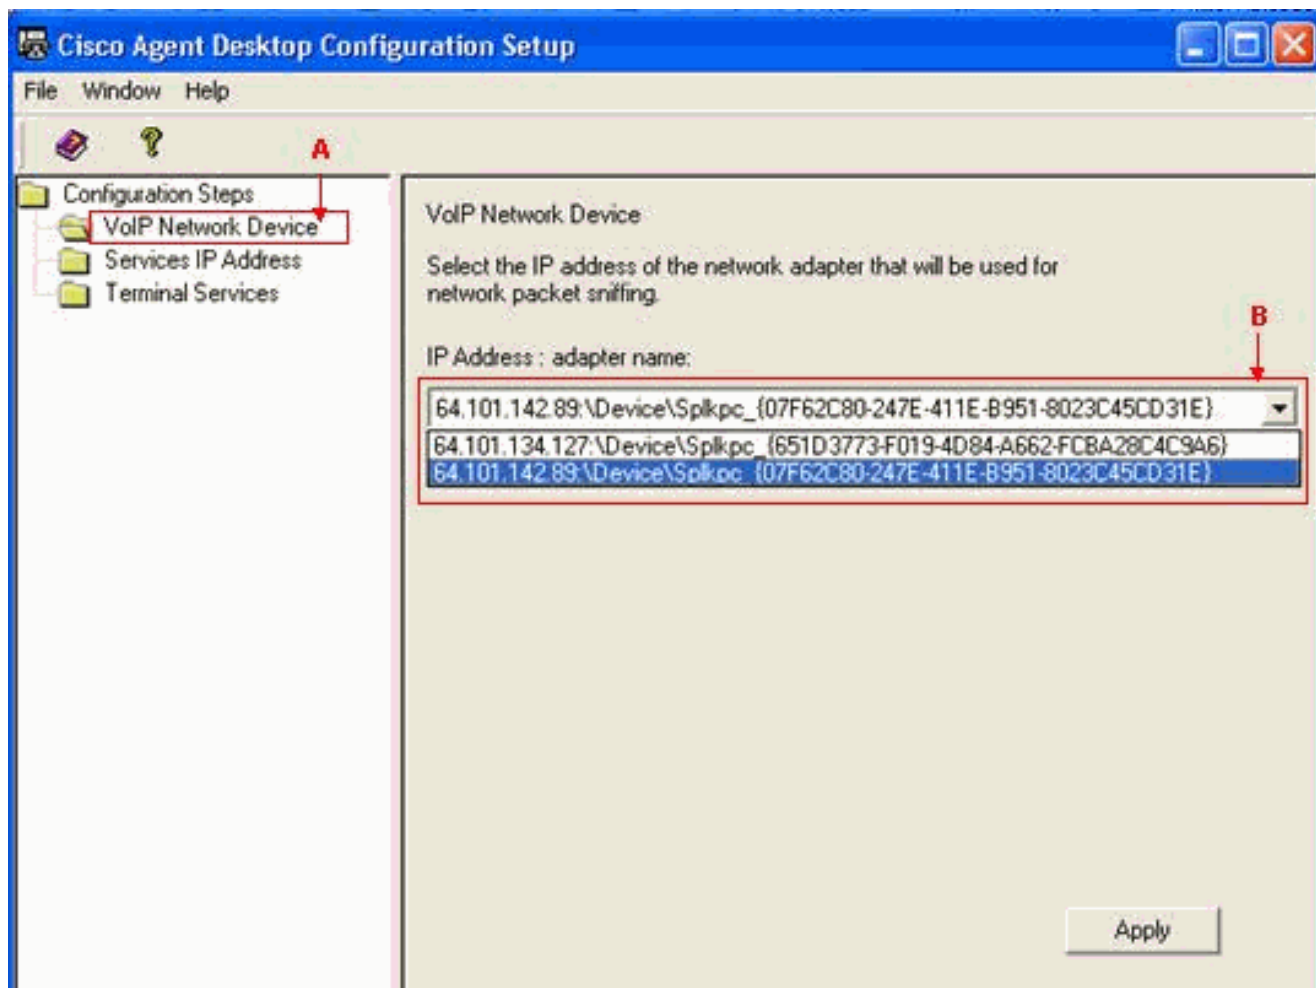 Cisco Agent Desktop Configuration Setup
File Window Help
A
Configuration Steps
VoIP Network Device
Services IP Address
Terminal Services
VoIP Network Device
Select the IP address of the network adapter that will be used for
network packet sniffing.
B
IP Address : adapter name:
64.101.142.89:\Device\Splkpc_{07F62C80-247E-411E-B951-8023C45CD31E}
64.101.134.127:\Device\Splkpc_{651D3773-F019-4D84-A662-FCBA28C4C9A6}
64.101.142.89:\Device\Splkpc_{07F62C80-247E-411E-B951-8023C45CD31E}
Apply